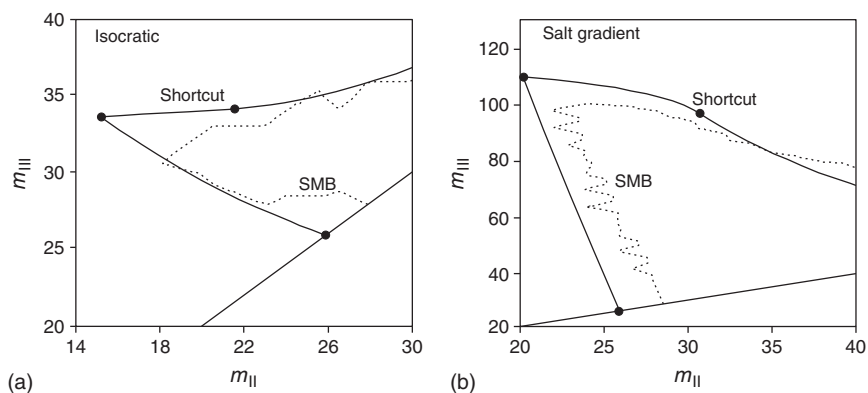 40
35
30
25
20
m_III
Isocratic
Shortcut
SMB
14 18 22 26 30
m_II
(a)
120
100
80
60
40
30
20
m_III
Salt gradient
Shortcut
SMB
20 25 30 35 40
m_II
(b)